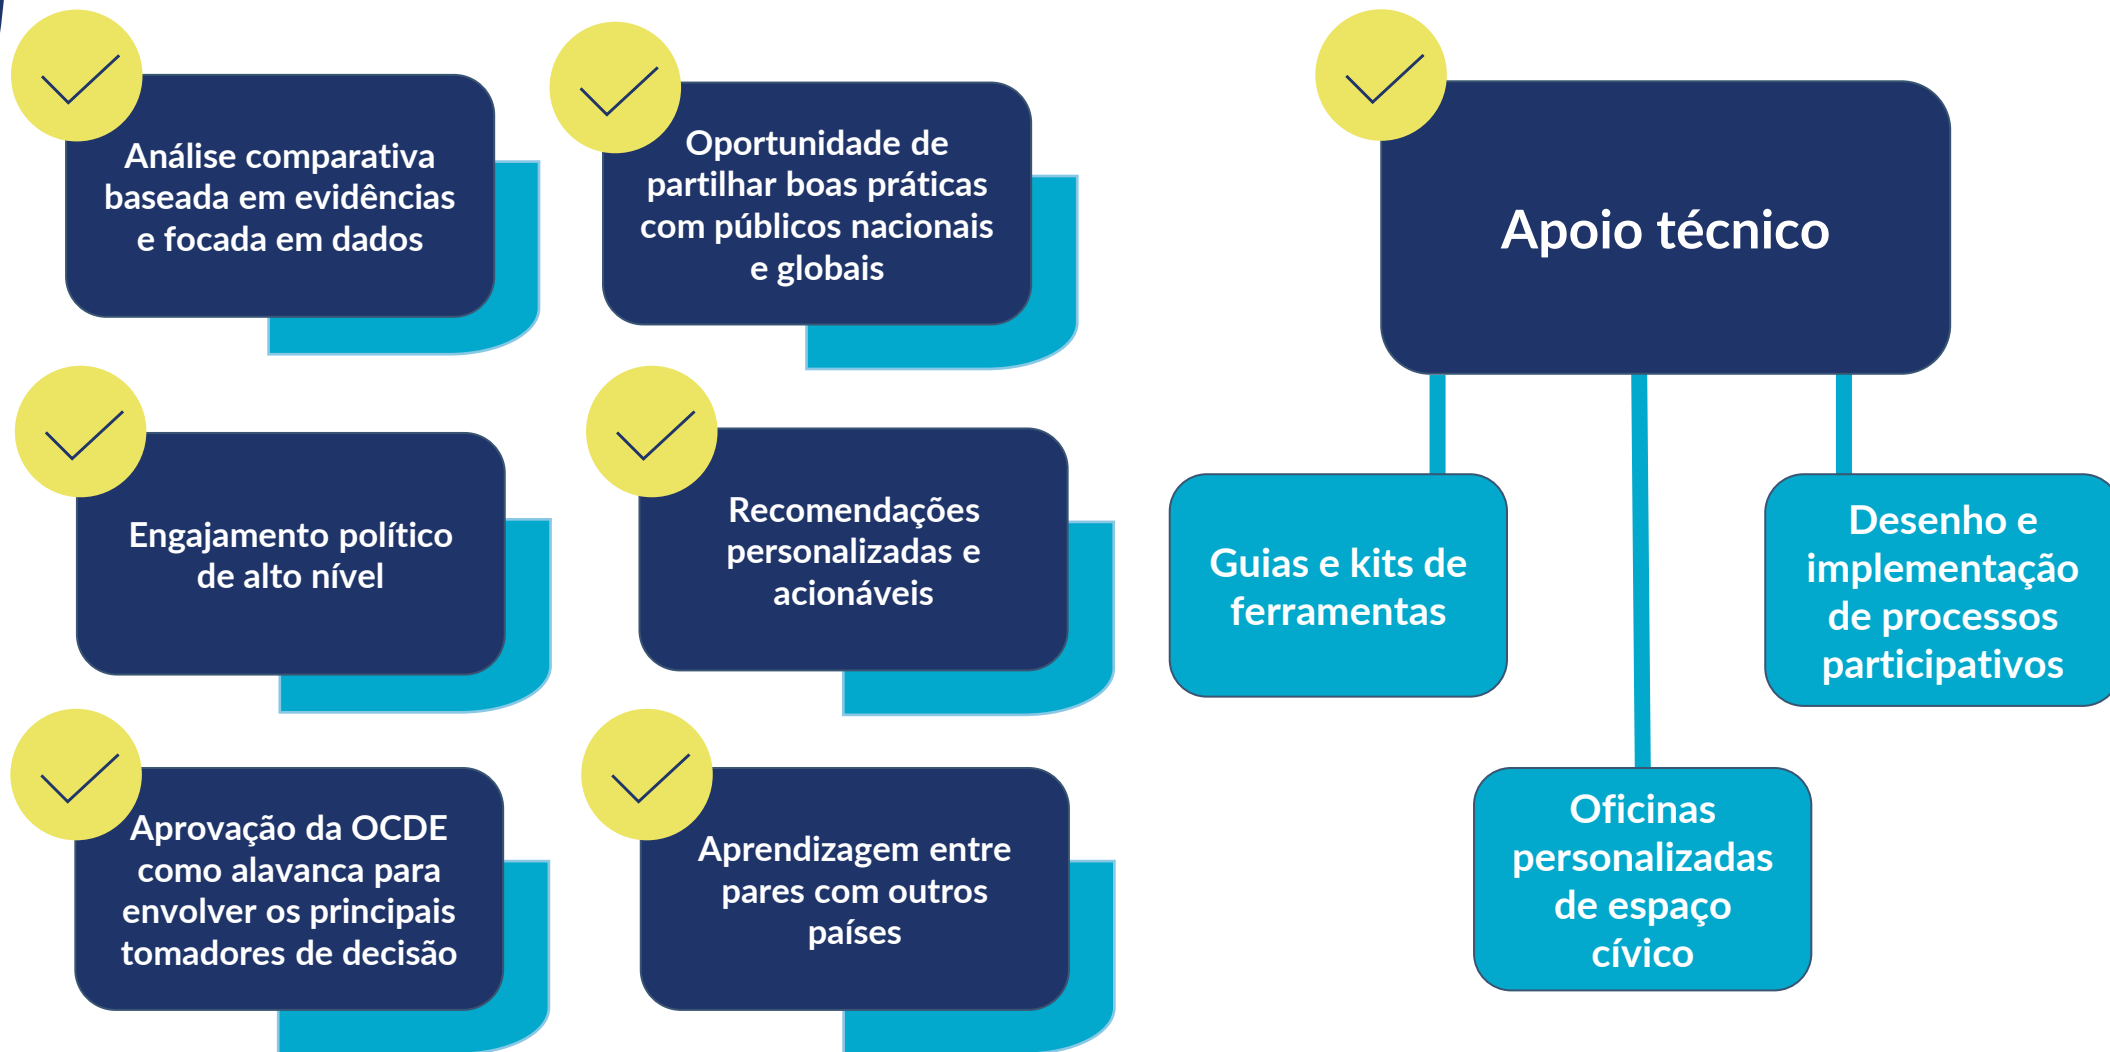 Análise comparativa
baseada em evidências
e focada em dados
Oportunidade de
partilhar boas práticas
com públicos nacionais
e globais
Engajamento político
de alto nível
Recomendações
personalizadas e
acionáveis
Aprovação da OCDE
como alavanca para
envolver os principais
tomadores de decisão
Aprendizagem entre
pares com outros
países
Apoio técnico
Guias e kits de
ferramentas
Oficinas
personalizadas
de espaço
cívico
Desenho e
implementação
de processos
participativos